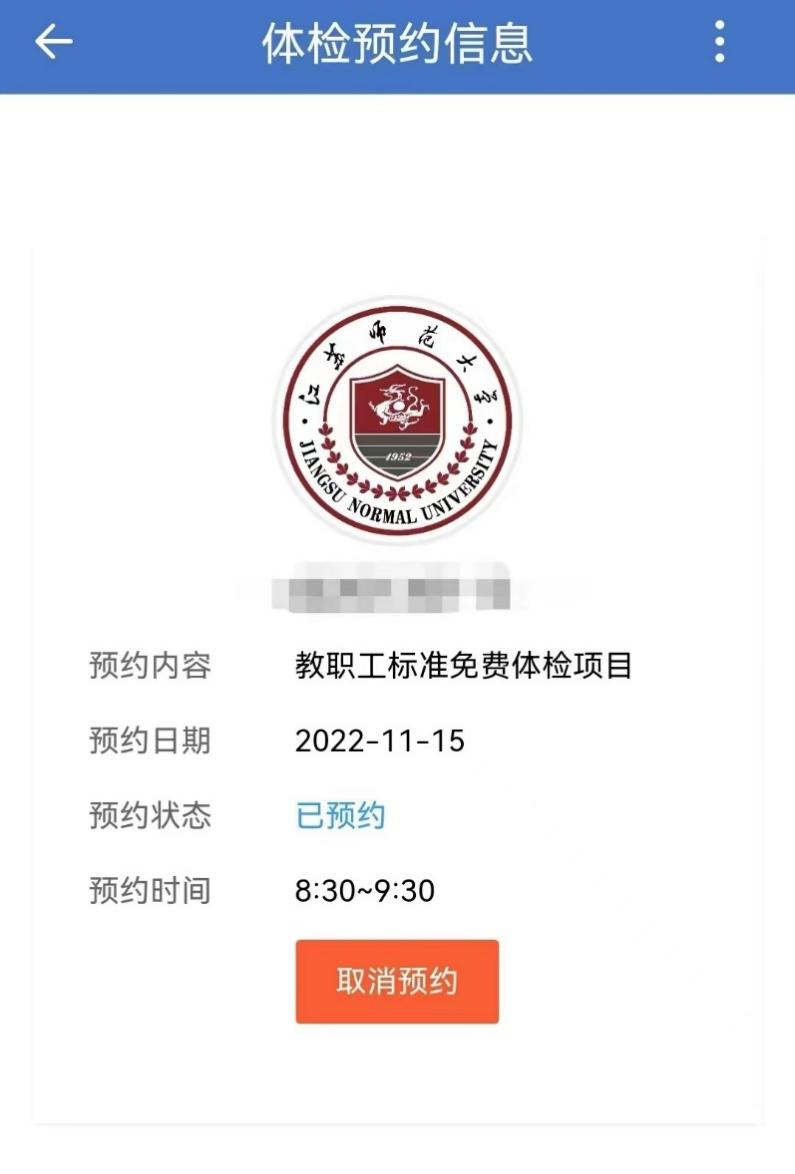 体检预约信息
江苏师范大学
1952
JIANGSU NORMAL UNIVERSITY
预约内容 教职工标准免费体检项目
预约日期 2022-11-15
预约状态 已预约
预约时间 8:30~9:30
取消预约